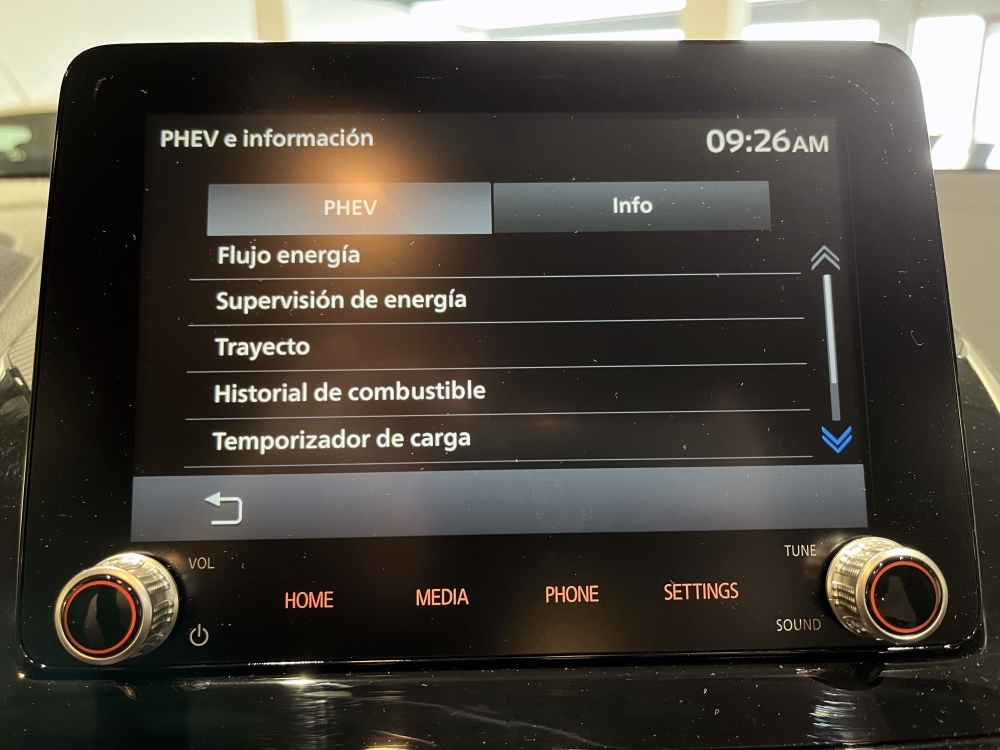 PHEV e información
09:26AM
PHEV
Info
Flujo energía
Supervisión de energía
Trayecto
Historial de combustible
Temporizador de carga
VOL
TUNE
HOME
MEDIA
PHONE
SETTINGS
SOUND